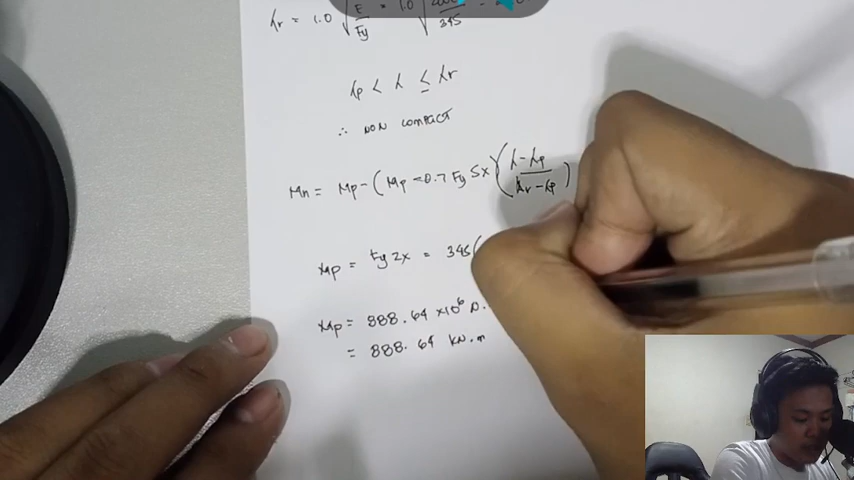 λr = 1.0 √E/Fy = 1.0 √200 /345 =
λp < λ ≤ λr
∴ NON COMPACT
Mn = Mp - (Mp - 0.7 Fy Sx) (λ - λp / λr - λp)
Mp = Fy Zx = 345(
Mp = 888.64 x10⁶ N.
= 888.64 kN.m